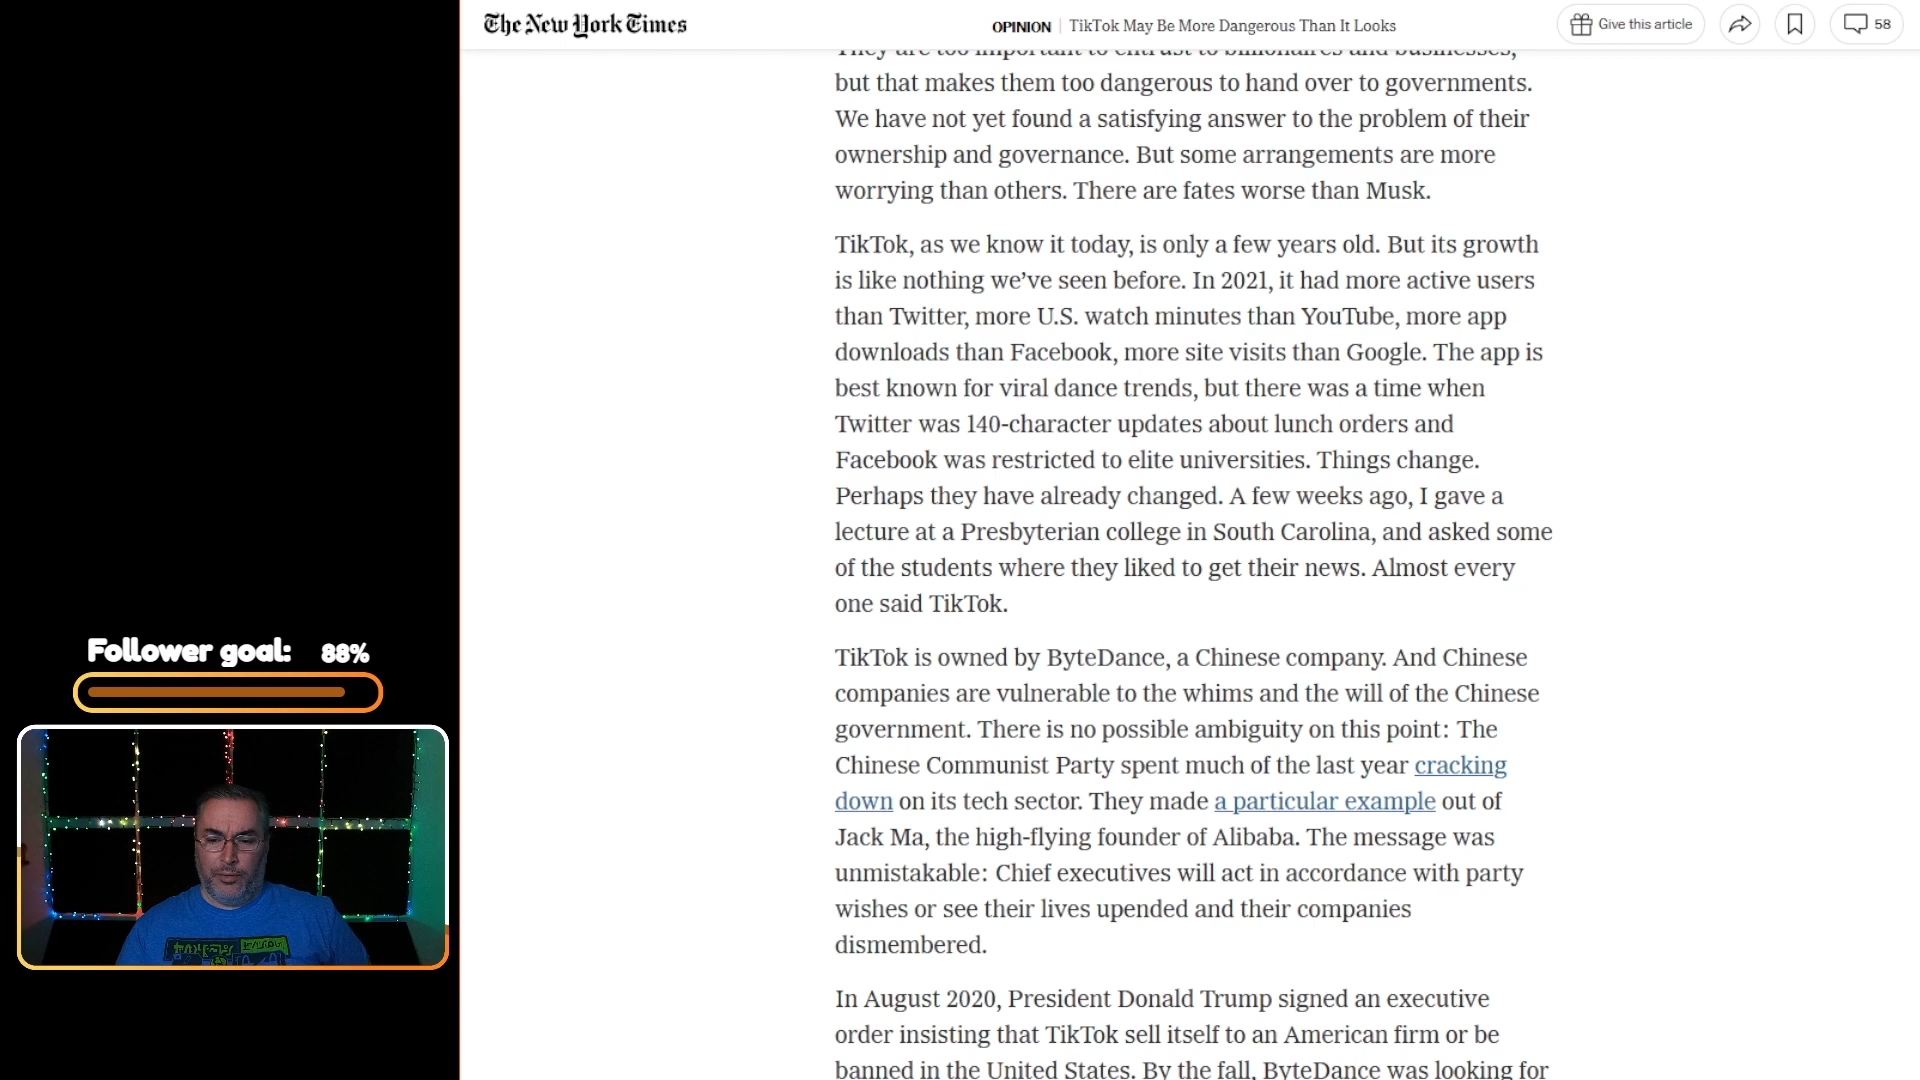 The New York Times
OPINION | TikTok May Be More Dangerous Than It Looks
Give this article
58
They are too important to entrust to billionaires and businesses,
but that makes them too dangerous to hand over to governments.
We have not yet found a satisfying answer to the problem of their
ownership and governance. But some arrangements are more
worrying than others. There are fates worse than Musk.
TikTok, as we know it today, is only a few years old. But its growth
is like nothing we’ve seen before. In 2021, it had more active users
than Twitter, more U.S. watch minutes than YouTube, more app
downloads than Facebook, more site visits than Google. The app is
best known for viral dance trends, but there was a time when
Twitter was 140-character updates about lunch orders and
Facebook was restricted to elite universities. Things change.
Perhaps they have already changed. A few weeks ago, I gave a
lecture at a Presbyterian college in South Carolina, and asked some
of the students where they liked to get their news. Almost every
one said TikTok.
TikTok is owned by ByteDance, a Chinese company. And Chinese
companies are vulnerable to the whims and the will of the Chinese
government. There is no possible ambiguity on this point: The
Chinese Communist Party spent much of the last year cracking
down on its tech sector. They made a particular example out of
Jack Ma, the high-flying founder of Alibaba. The message was
unmistakable: Chief executives will act in accordance with party
wishes or see their lives upended and their companies
dismembered.
In August 2020, President Donald Trump signed an executive
order insisting that TikTok sell itself to an American firm or be
banned in the United States. By the fall, ByteDance was looking for
Follower goal: 88%